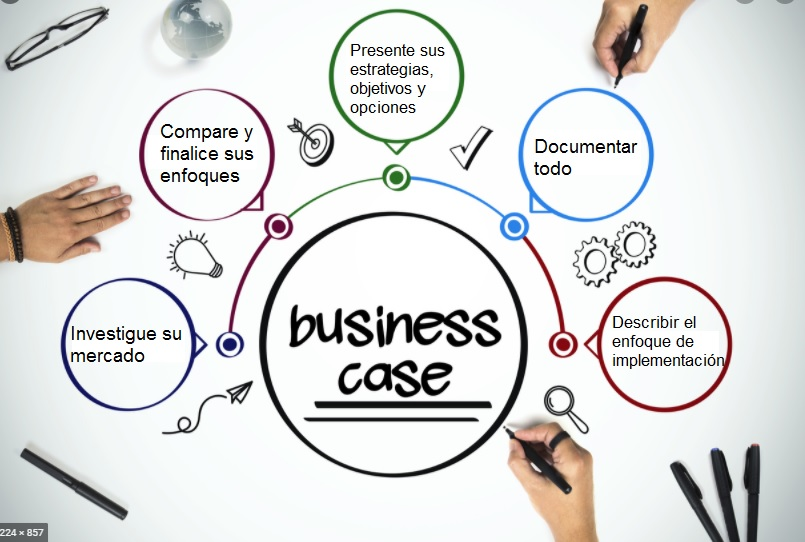 Presente sus
estrategias,
objetivos y
opciones
Compare y
finalice sus
enfoques
Documentar
todo
Investigue su
mercado
Describir el
enfoque de
implementación
business
case
224 × 857